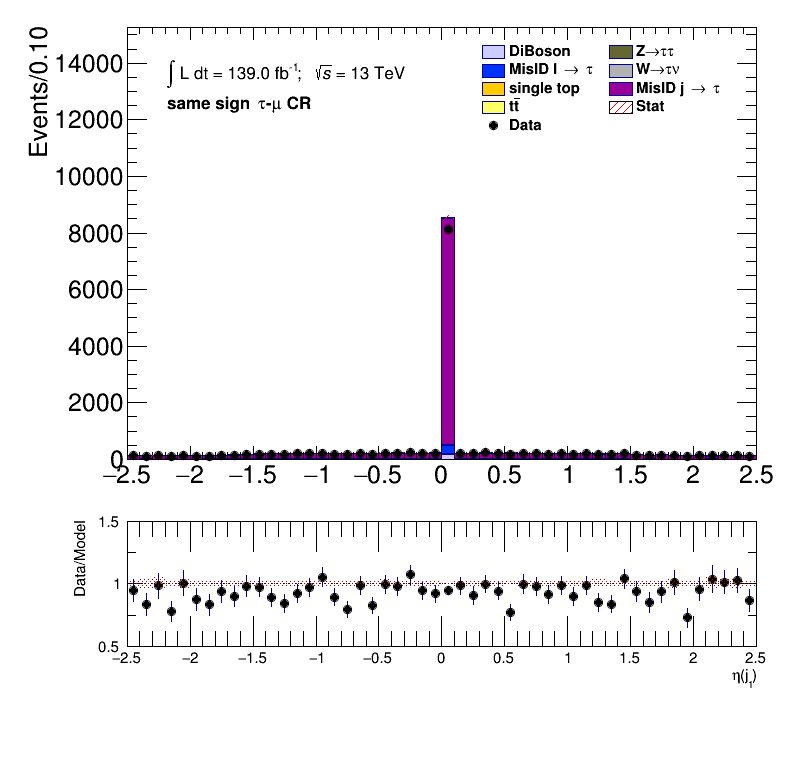 Events/0.10
14000
12000
10000
8000
6000
4000
2000
0
−2.5 −2 −1.5 −1 −0.5 0 0.5 1 1.5 2 2.5
∫ L dt = 139.0 fb⁻¹; √s = 13 TeV
same sign τ-μ CR
DiBoson
MisID l → τ
single top
tt̄
Data
Z→ττ
W→τν
MisID j → τ
Stat
Data/Model
1.5
1
0.5
−2.5 −2 −1.5 −1 −0.5 0 0.5 1 1.5 2 2.5
η(j₁)